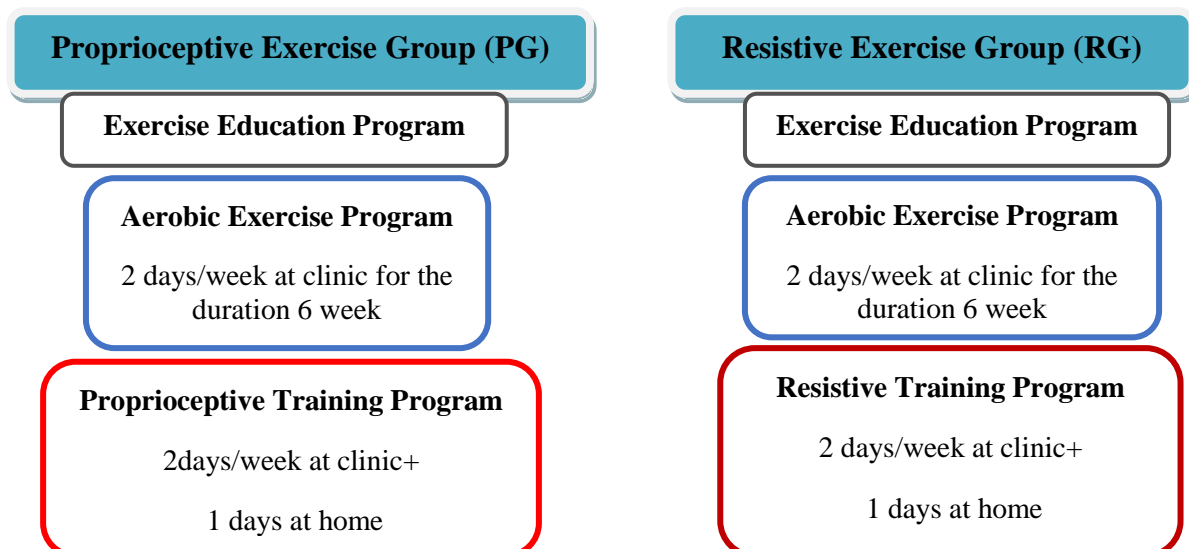 Proprioceptive Exercise Group (PG)
Exercise Education Program
Aerobic Exercise Program
2 days/week at clinic for the
duration 6 week
Proprioceptive Training Program
2days/week at clinic+
1 days at home
Resistive Exercise Group (RG)
Exercise Education Program
Aerobic Exercise Program
2 days/week at clinic for the
duration 6 week
Resistive Training Program
2 days/week at clinic+
1 days at home